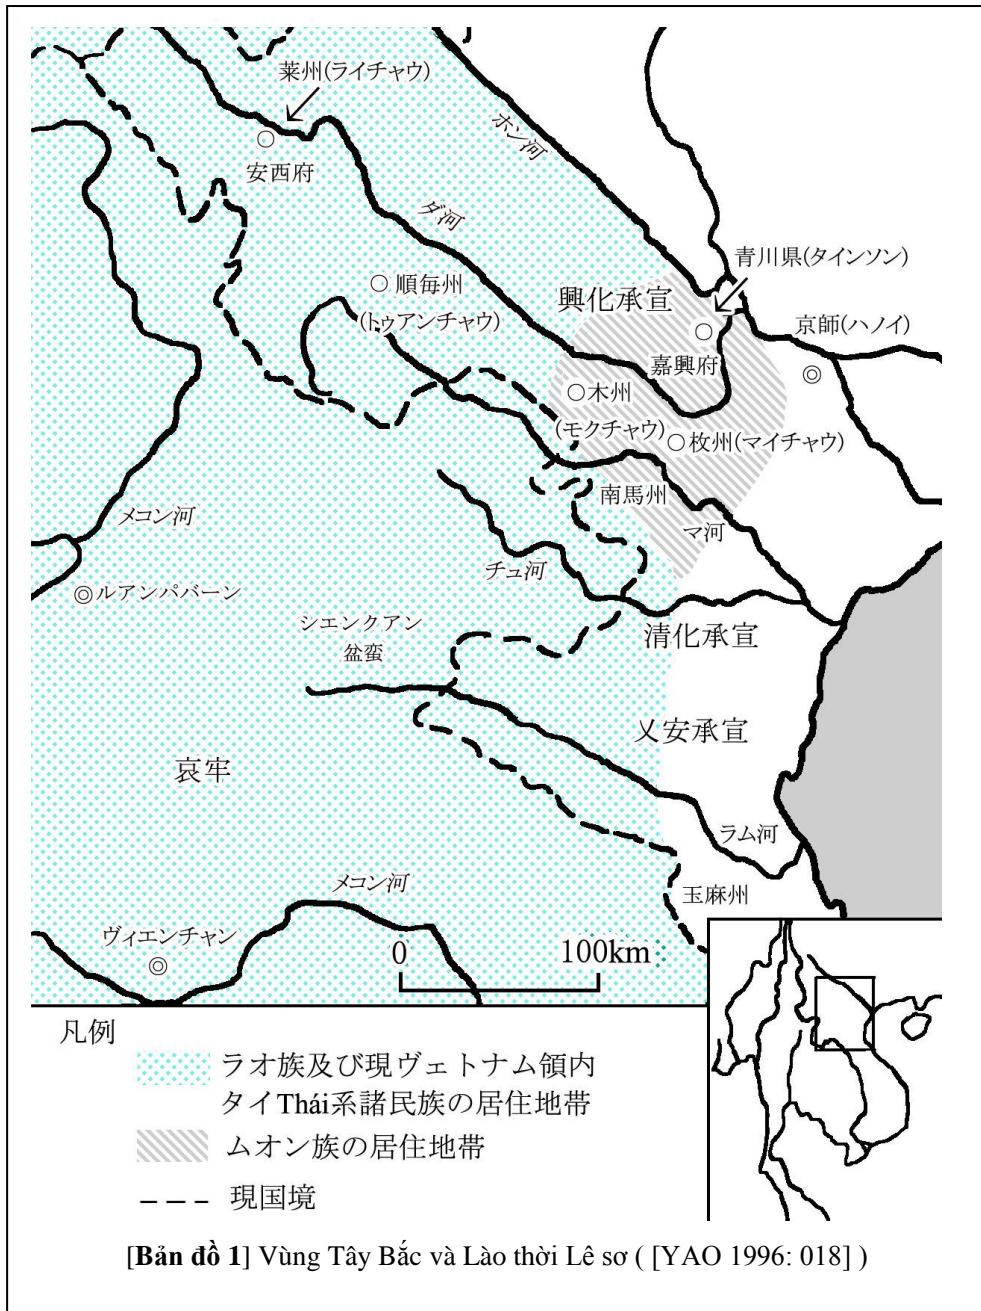 莱州(ライチャウ)
安西府
ホン河
ダ河
青川県(タインソン)
興化承宣
京師(ハノイ)
順毎州
(トゥアンチャウ)
嘉興府
木州
(モクチャウ)
枚州(マイチャウ)
南馬州
マ河
メコン河
チュ河
ルアンパバーン
シエンクアン
盆蛮
清化承宣
乂安承宣
哀牢
ラム河
メコン河
玉麻州
ヴィエンチャン
0 100km
凡例
ラオ族及び現ヴェトナム領内
タイThái系諸民族の居住地帯
ムオン族の居住地帯
現国境
[Bản đồ 1] Vùng Tây Bắc và Lào thời Lê sơ ( [YAO 1996: 018] )